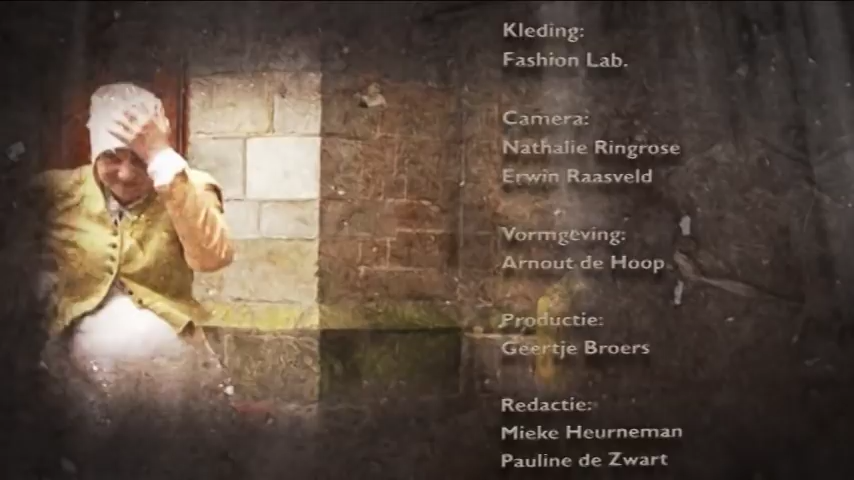 Kleding:
Fashion Lab.
Camera:
Nathalie Ringrose
Erwin Raasveld
Vormgeving:
Arnout de Hoop
Productie:
Geertje Broers
Redactie:
Mieke Heurneman
Pauline de Zwart